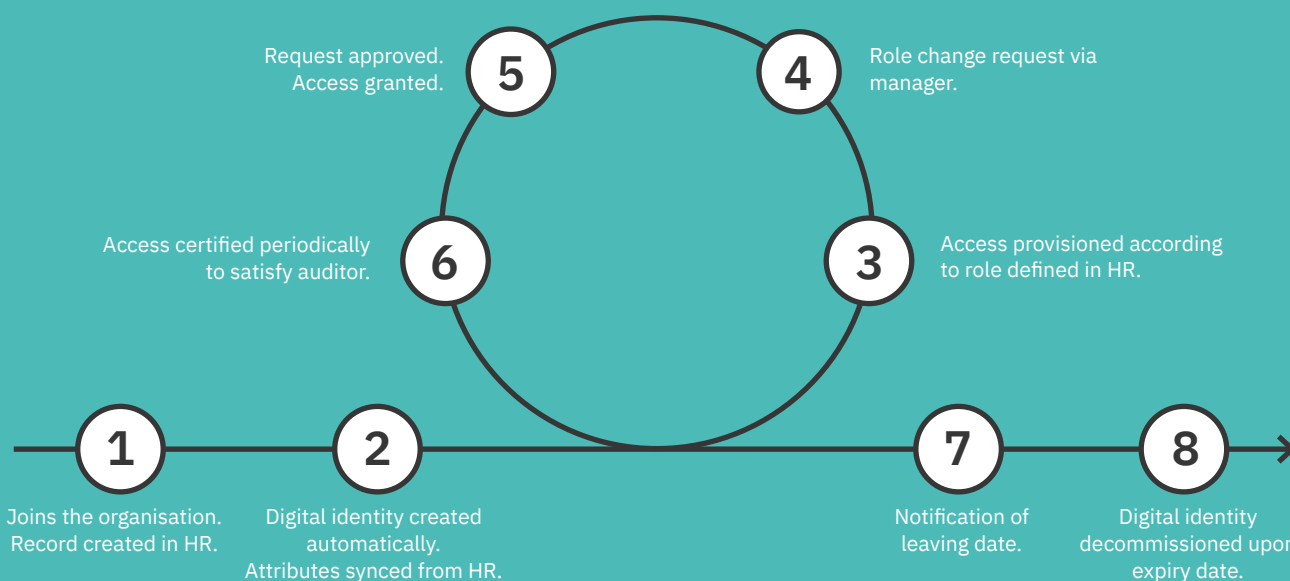 5
Request approved.
Access granted.
4
Role change request via
manager.
6
Access certified periodically
to satisfy auditor.
3
Access provisioned according
to role defined in HR.
1
Joins the organisation.
Record created in HR.
2
Digital identity created
automatically.
Attributes synced from HR.
7
Notification of
leaving date.
8
Digital identity
decommissioned upon
expiry date.